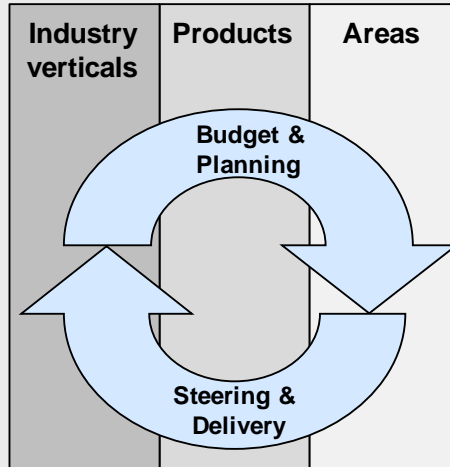 Industry
verticals
Products
Areas
Budget &
Planning
Steering &
Delivery